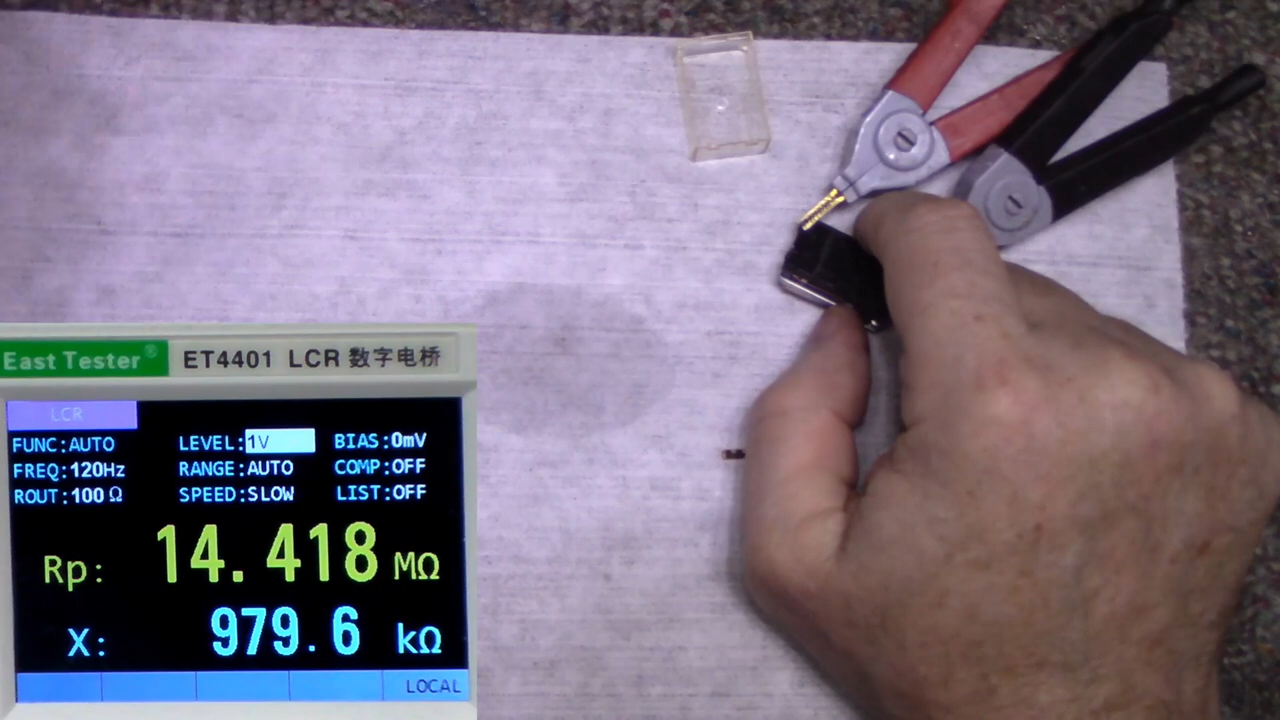 East Tester® ET4401 LCR 数字电桥
LCR
FUNC:AUTO LEVEL:1V BIAS:0mV
FREQ:120Hz RANGE:AUTO COMP:OFF
ROUT:100 Ω SPEED:SLOW LIST:OFF
Rp: 14.418 MΩ
X: 979.6 kΩ
LOCAL